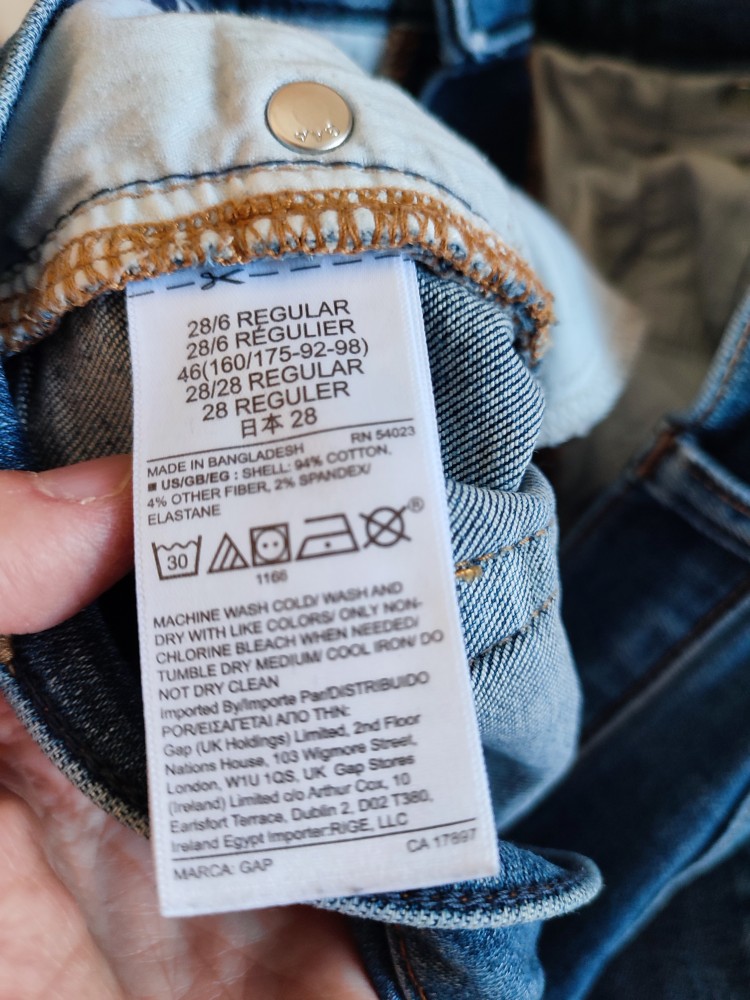 28/6 REGULAR
28/6 RÉGULIER
46(160/175-92-98)
28/28 REGULAR
28 REGULER
日本 28
RN 54023
MADE IN BANGLADESH
US/GB/EG : SHELL: 94% COTTON,
4% OTHER FIBER, 2% SPANDEX/
ELASTANE
30
®
1166
MACHINE WASH COLD/ WASH AND
DRY WITH LIKE COLORS/ ONLY NON-
CHLORINE BLEACH WHEN NEEDED/
TUMBLE DRY MEDIUM/ COOL IRON/ DO
NOT DRY CLEAN
Imported By/Importe Par/DISTRIBUIDO
POR/ΕΙΣΑΓΕΤΑΙ ΑΠΟ ΤΗΝ:
Gap (UK Holdings) Limited, 2nd Floor
Nations House, 103 Wigmore Street,
London, W1U 1QS, UK Gap Stores
(Ireland) Limited c/o Arthur Cox, 10
Earlsfort Terrace, Dublin 2, D02 T380,
Ireland Egypt Importer:RIGE, LLC
CA 17897
MARCA: GAP